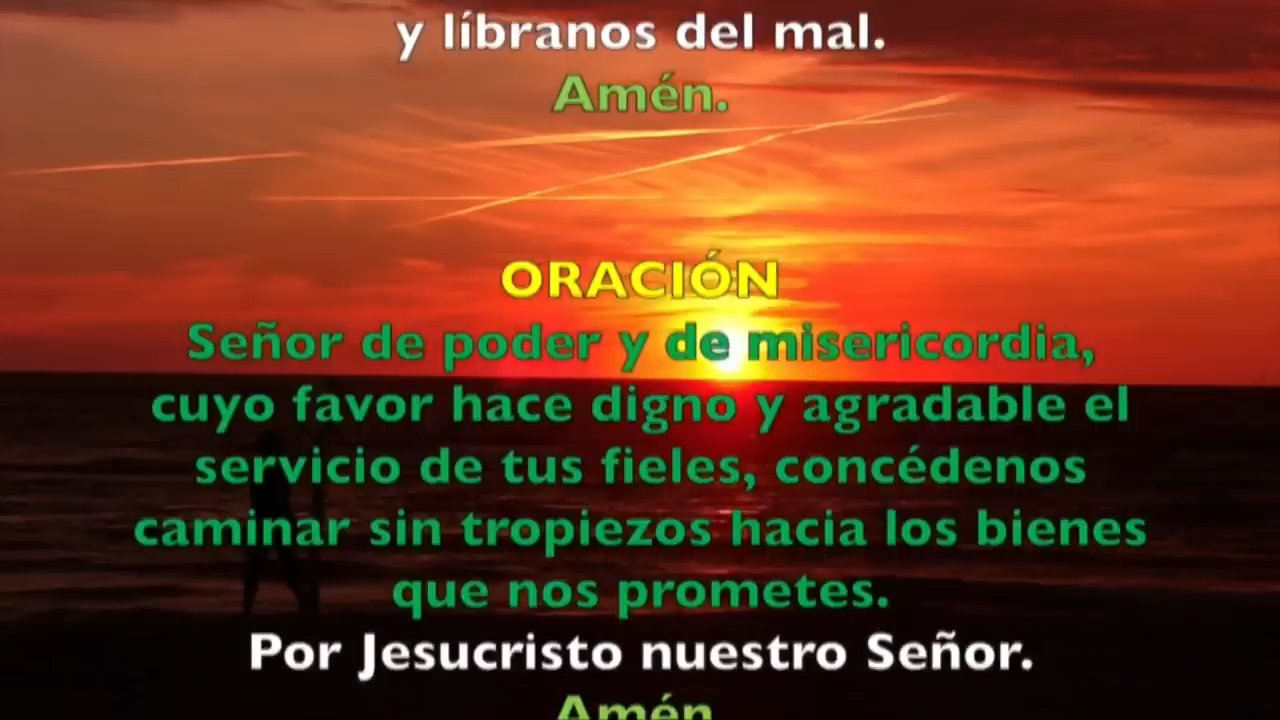 y líbranos del mal.
Amén.
ORACIÓN
Señor de poder y de misericordia,
cuyo favor hace digno y agradable el
servicio de tus fieles, concédenos
caminar sin tropiezos hacia los bienes
que nos prometes.
Por Jesucristo nuestro Señor.
Amén